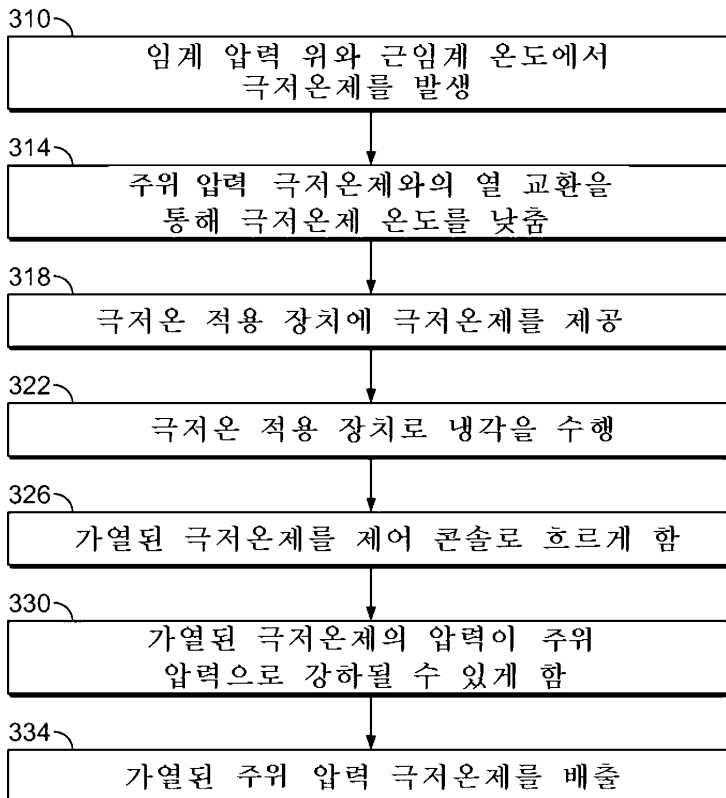 310
임계 압력 위와 근임계 온도에서
극저온제를 발생
314
주위 압력 극저온제와의 열 교환을
통해 극저온제 온도를 낮춤
318
극저온 적용 장치에 극저온제를 제공
322
극저온 적용 장치로 냉각을 수행
326
가열된 극저온제를 제어 콘솔로 흐르게 함
330
가열된 극저온제의 압력이 주위
압력으로 강하될 수 있게 함
334
가열된 주위 압력 극저온제를 배출